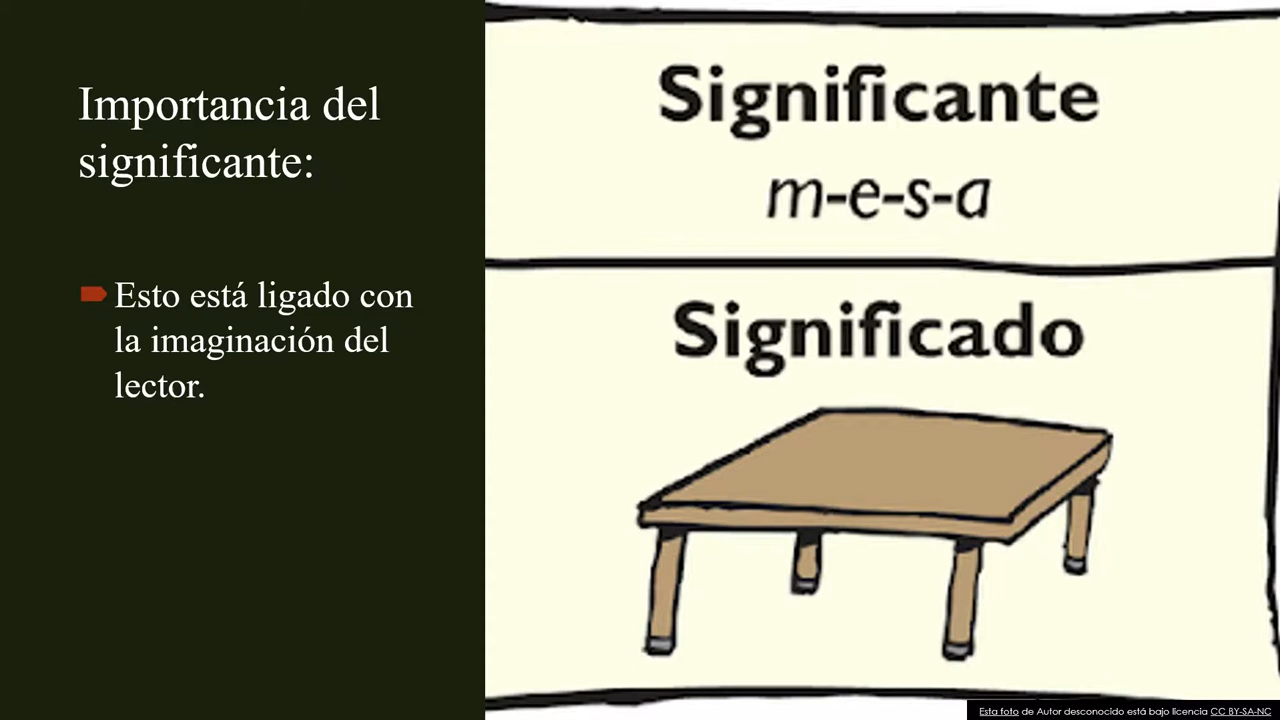 Importancia del
significante:
Esto está ligado con
la imaginación del
lector.
Significante
m-e-s-a
Significado
Esta foto de Autor desconocido está bajo licencia CC BY-SA-NC